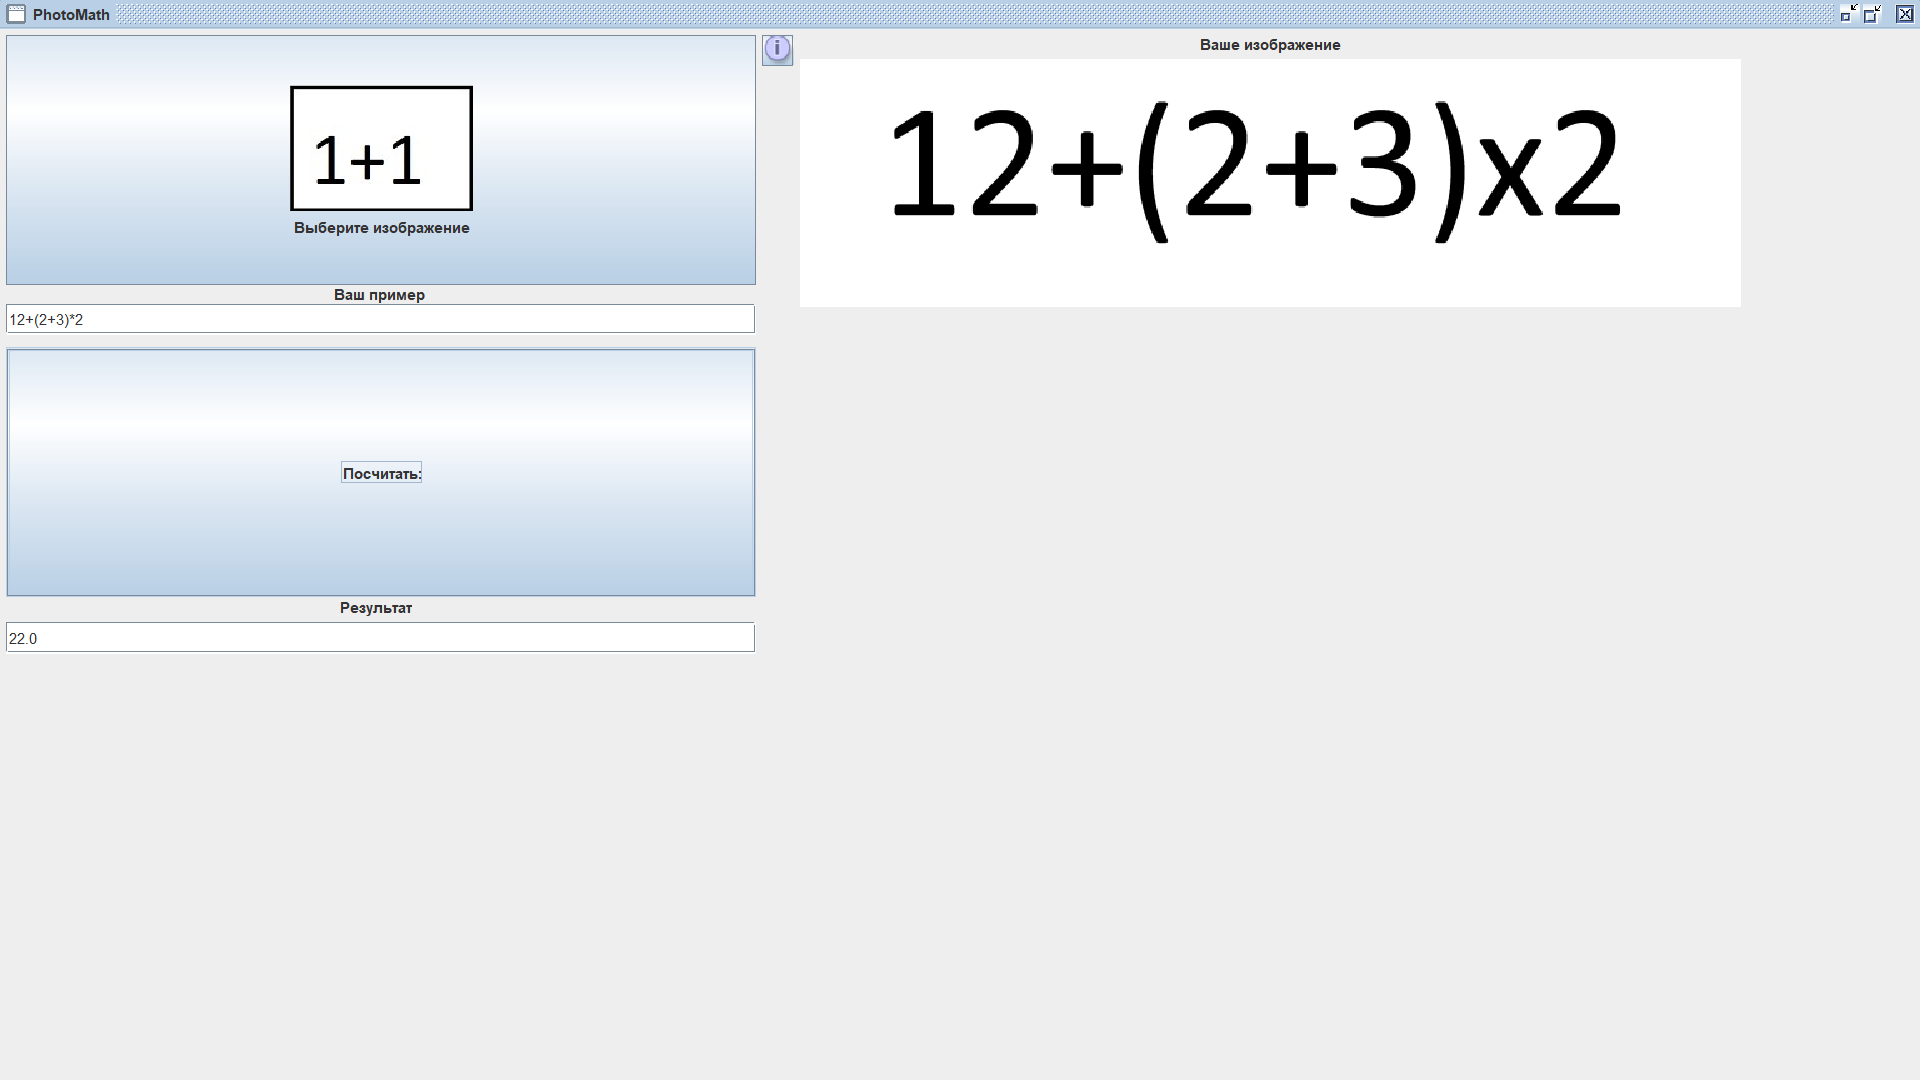 PhotoMath
1+1
Выберите изображение
Ваш пример
12+(2+3)*2
Посчитать:
Результат
22.0
i
Ваше изображение
12+(2+3)x2